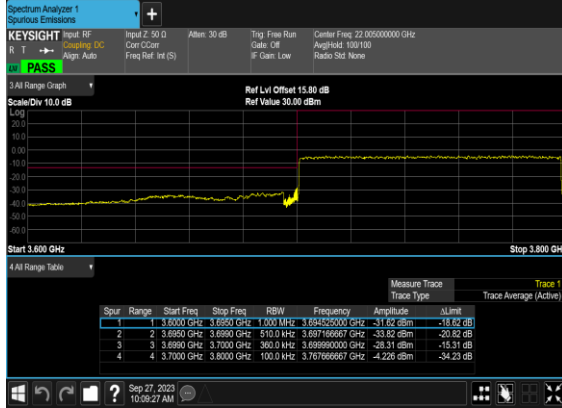 Spectrum Analyzer 1
Spurious Emissions
KEYSIGHT Input: RF Input Z: 50 Ω Atten: 30 dB Trig: Free Run Center Freq: 22.005000000 GHz
R T Coupling: DC Corr CCorr Gate: Off Avg|Hold: 100/100
Align: Auto Freq Ref: Int (S) IF Gain: Low Radio Std: None
PASS
3 All Range Graph
Ref Lvl Offset 15.80 dB
Scale/Div 10.0 dB Ref Value 30.00 dBm
Log
20.0
10.0
0.00
-10.0
-20.0
-30.0
-40.0
-50.0
-60.0
Start 3.600 GHz Stop 3.800 GH
4 All Range Table
Measure Trace Trace 1
Trace Type Trace Average (Active)
Spur Range Start Freq Stop Freq RBW Frequency Amplitude ΔLimit
1 1 3.6000 GHz 3.6950 GHz 1.000 MHz 3.694525000 GHz -31.62 dBm -18.62 dB
2 2 3.6950 GHz 3.6990 GHz 510.0 kHz 3.697166667 GHz -33.82 dBm -20.82 dB
3 3 3.6990 GHz 3.7000 GHz 360.0 kHz 3.699990000 GHz -28.31 dBm -15.31 dB
4 4 3.7000 GHz 3.8000 GHz 100.0 kHz 3.767666667 GHz -4.226 dBm -34.23 dB
Sep 27, 2023
10:09:27 AM